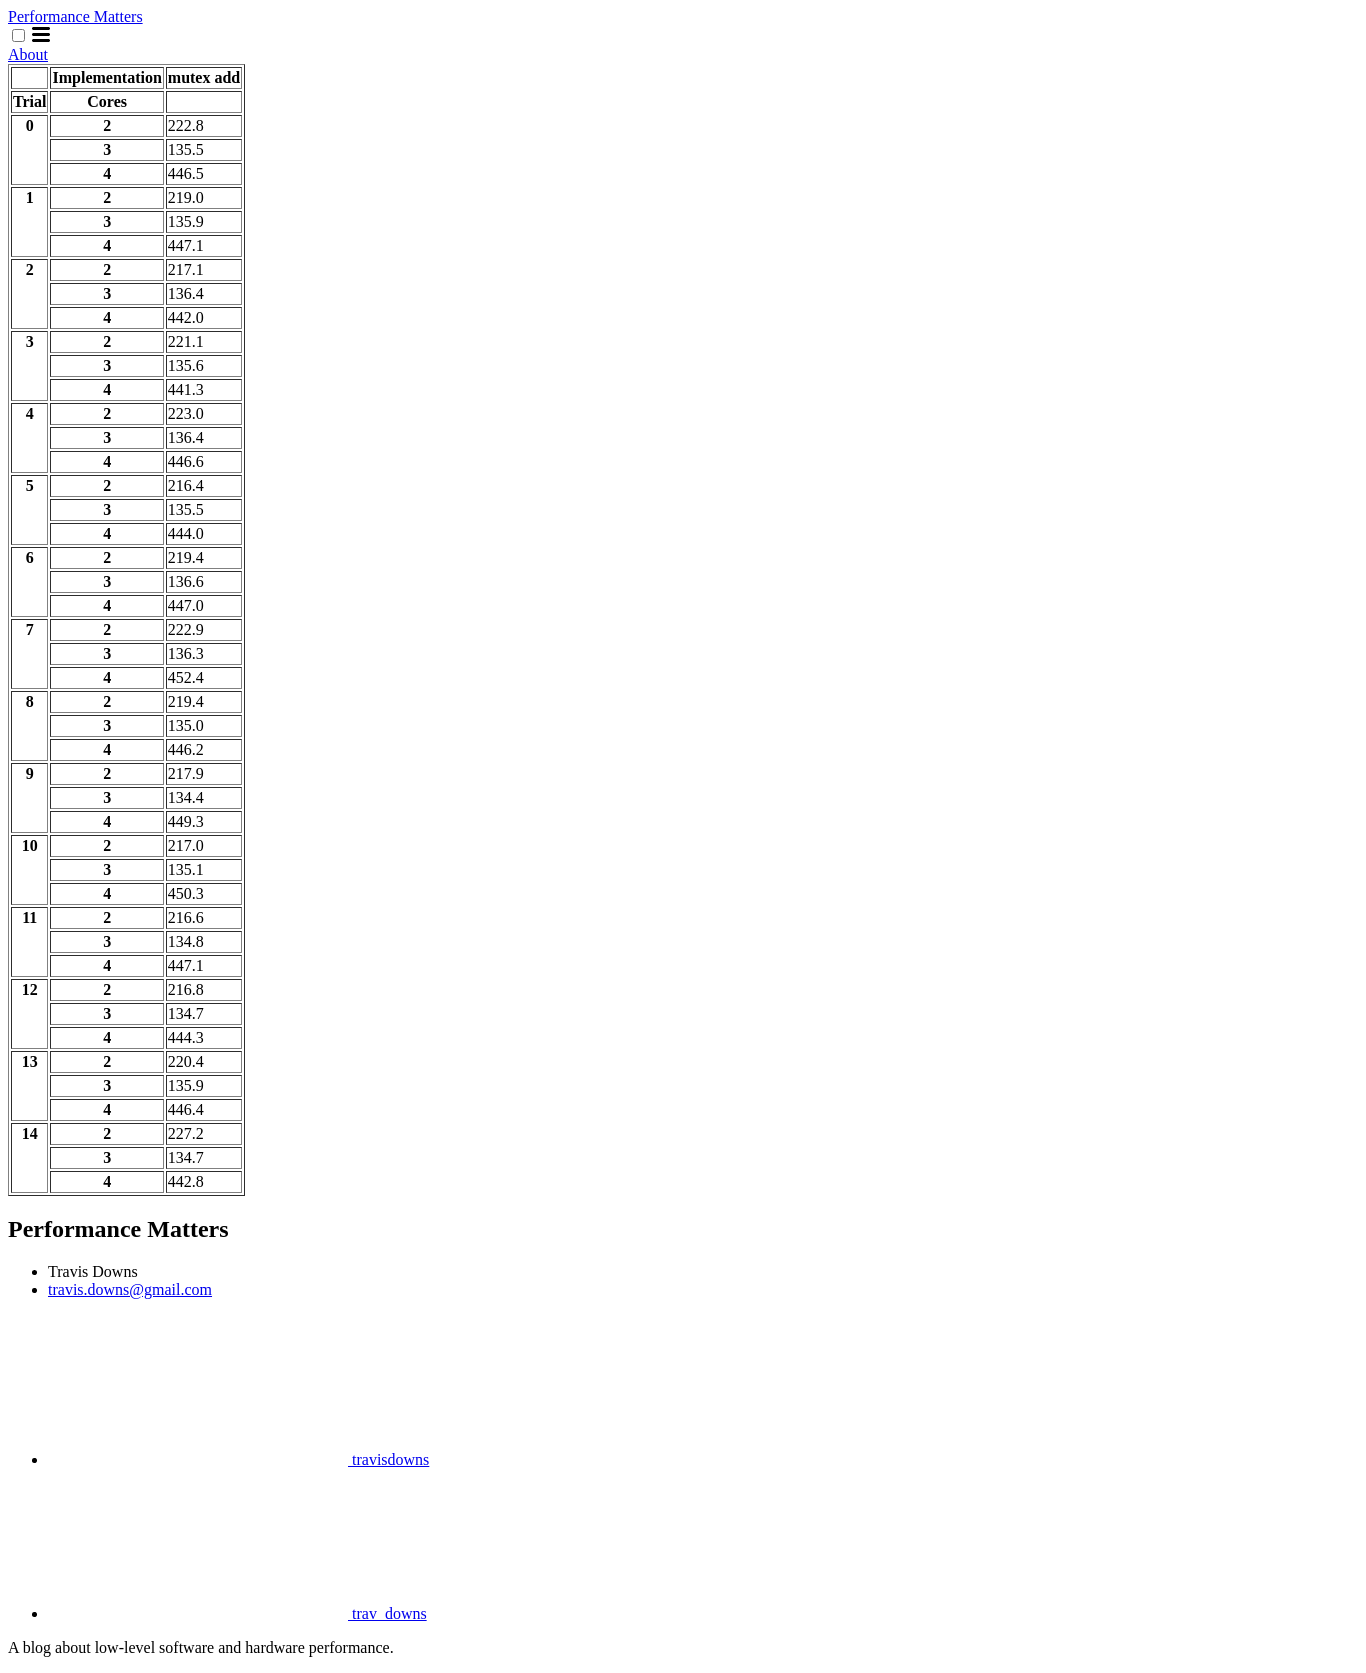 Performance Matters
About
Implementation mutex add
Trial Cores
0 2 222.8
3 135.5
4 446.5
1 2 219.0
3 135.9
4 447.1
2 2 217.1
3 136.4
4 442.0
3 2 221.1
3 135.6
4 441.3
4 2 223.0
3 136.4
4 446.6
5 2 216.4
3 135.5
4 444.0
6 2 219.4
3 136.6
4 447.0
7 2 222.9
3 136.3
4 452.4
8 2 219.4
3 135.0
4 446.2
9 2 217.9
3 134.4
4 449.3
10 2 217.0
3 135.1
4 450.3
11 2 216.6
3 134.8
4 447.1
12 2 216.8
3 134.7
4 444.3
13 2 220.4
3 135.9
4 446.4
14 2 227.2
3 134.7
4 442.8
Performance Matters
Travis Downs
travis.downs@gmail.com
travisdowns
trav_downs
A blog about low-level software and hardware performance.